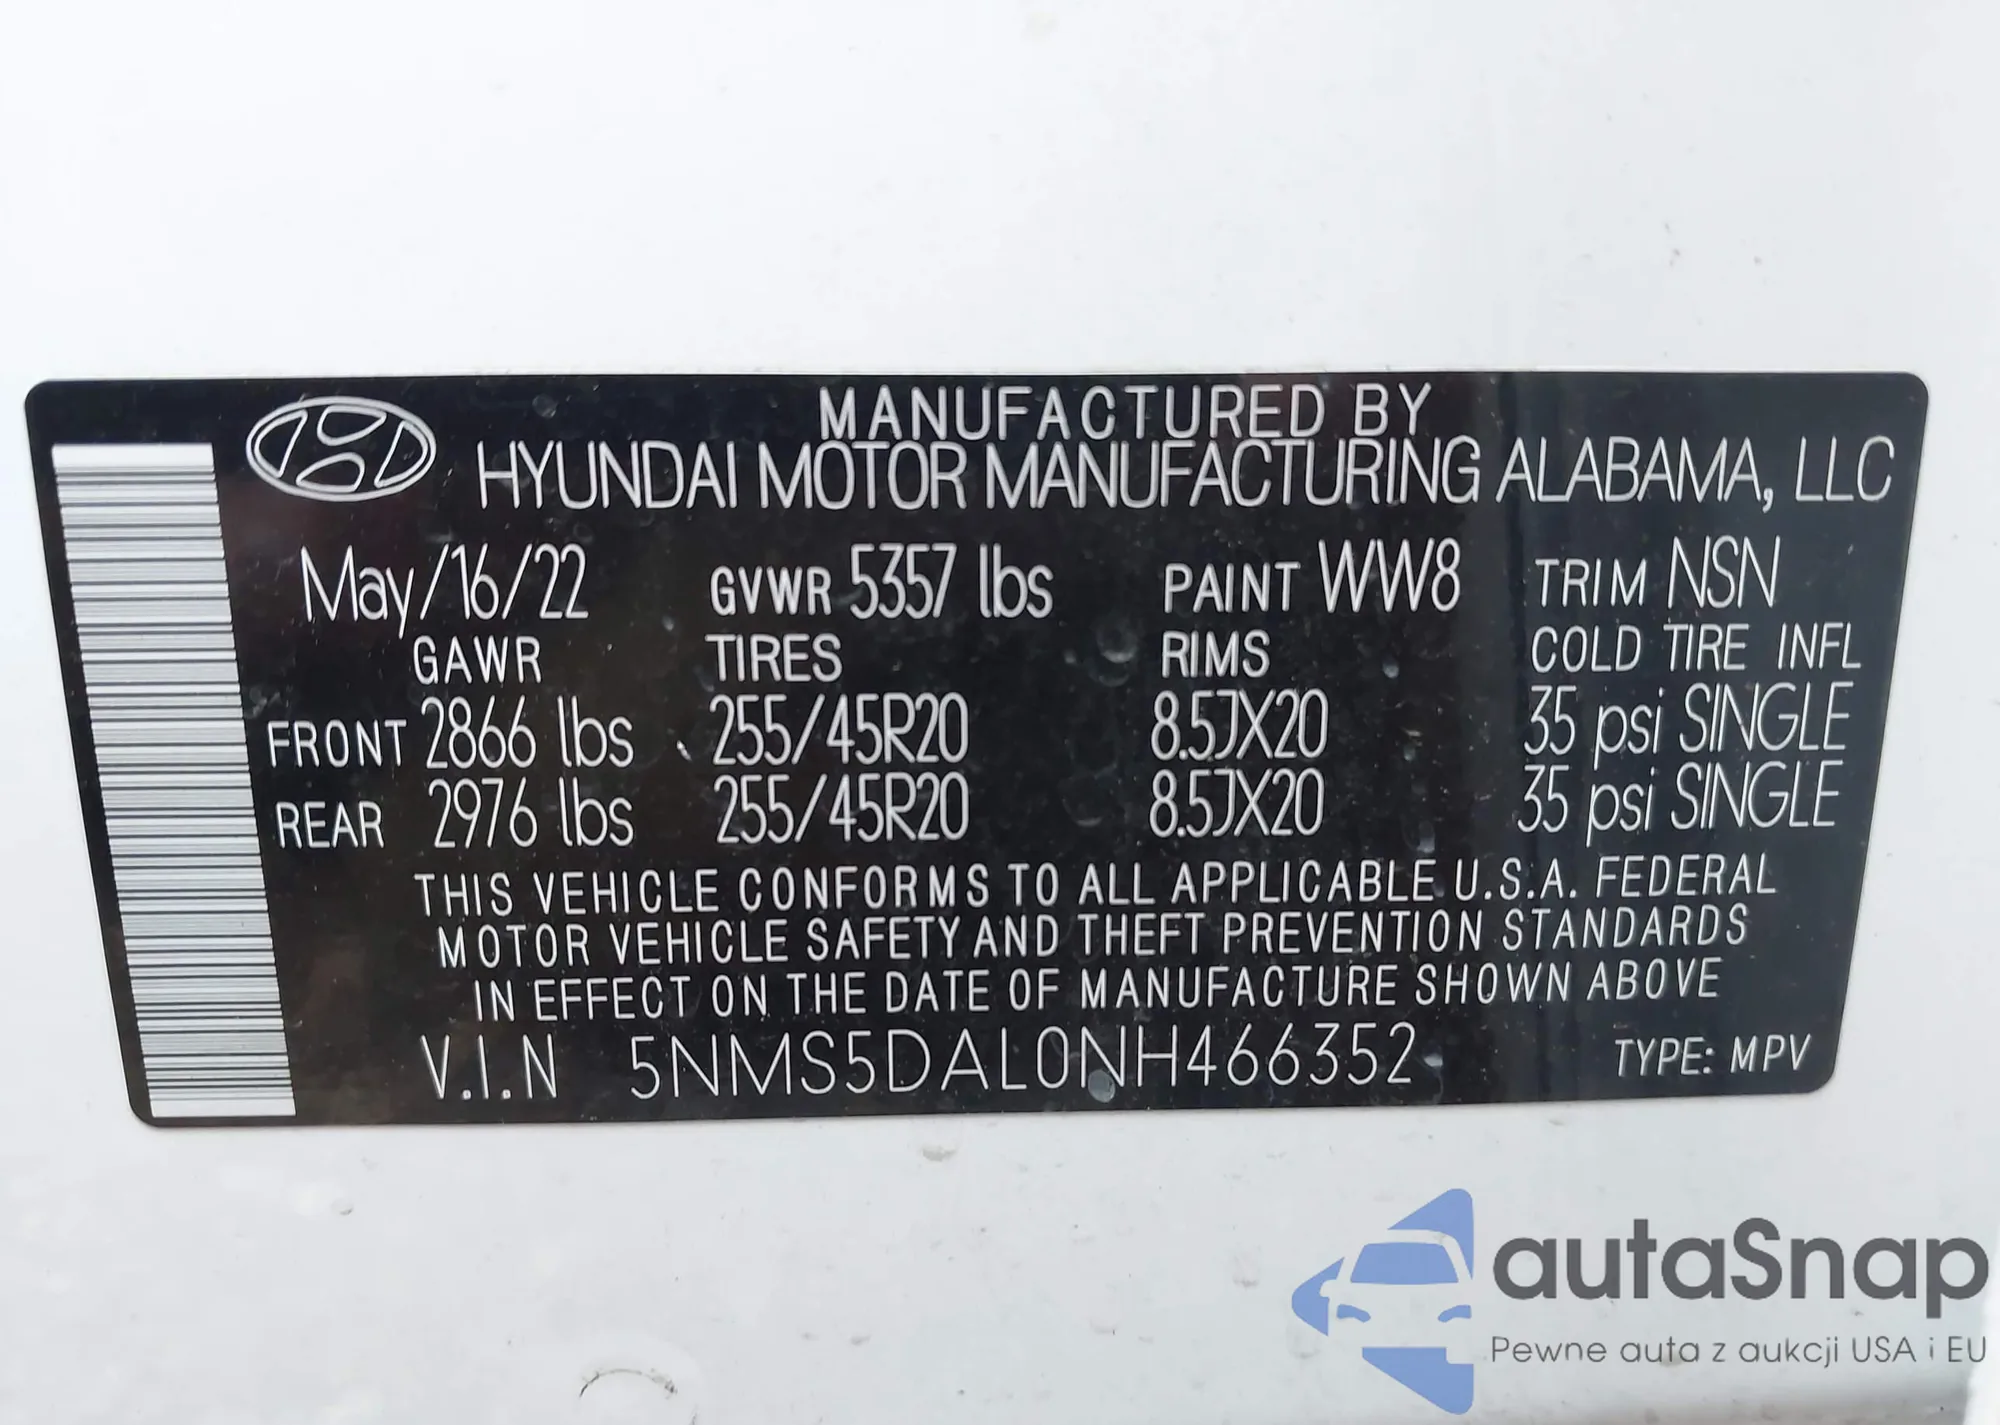 MANUFACTURED BY
HYUNDAI MOTOR MANUFACTURING ALABAMA, LLC
May/16/22 GVWR 5357 lbs PAINT WW8 TRIM NSN
GAWR TIRES RIMS COLD TIRE INFL
FRONT 2866 lbs 255/45R20 8.5JX20 35 psi SINGLE
REAR 2976 lbs 255/45R20 8.5JX20 35 psi SINGLE
THIS VEHICLE CONFORMS TO ALL APPLICABLE U.S.A. FEDERAL
MOTOR VEHICLE SAFETY AND THEFT PREVENTION STANDARDS
IN EFFECT ON THE DATE OF MANUFACTURE SHOWN ABOVE
V.I.N 5NMS5DAL0NH466352 TYPE: MPV
autaSnap
Pewne auta z aukcji USA i EU